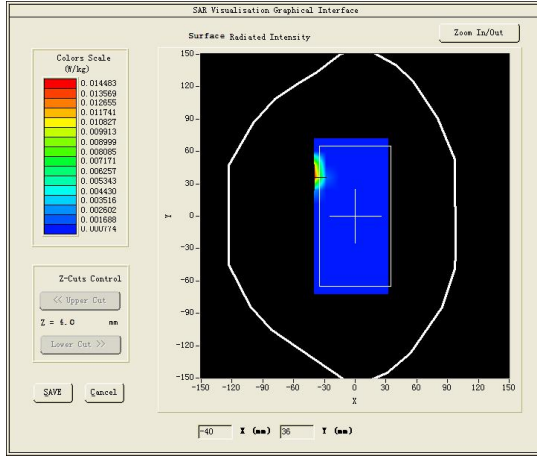 SAR Visualisation Graphical Interface
Surface Radiated Intensity
Zoom In/Out
Colors Scale
(W/kg)
0.014483
0.013569
0.012655
0.011741
0.010827
0.009913
0.008999
0.008085
0.007171
0.006257
0.005343
0.004430
0.003516
0.002602
0.001688
0.000774
Z-Cuts Control
<< Upper Cut
Z = 4.0 mm
Lower Cut >>
SAVE
Cancel
150
120
90
60
30
0
-30
-60
-90
-120
-150
Y
-150 -120 -90 -60 -30 0 30 60 90 120 150
X
-40 X (mm) 36 Y (mm)